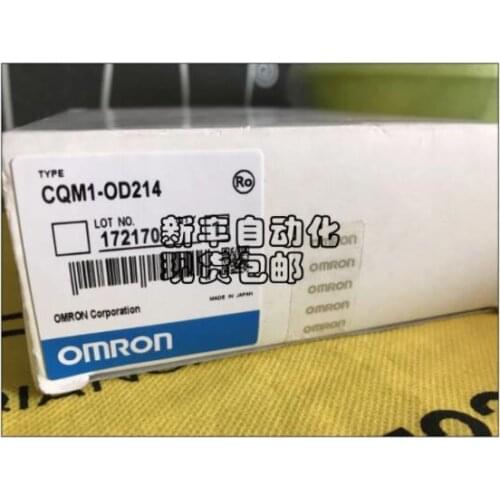 TYPE
CQM1-OD214
Ro
LOT NO.
172170
新丰自动化
现货包邮
MADE IN JAPAN
OMRON Corporation
OMRON
OMRON
OMRON
OMRON
OMRON
OMRON